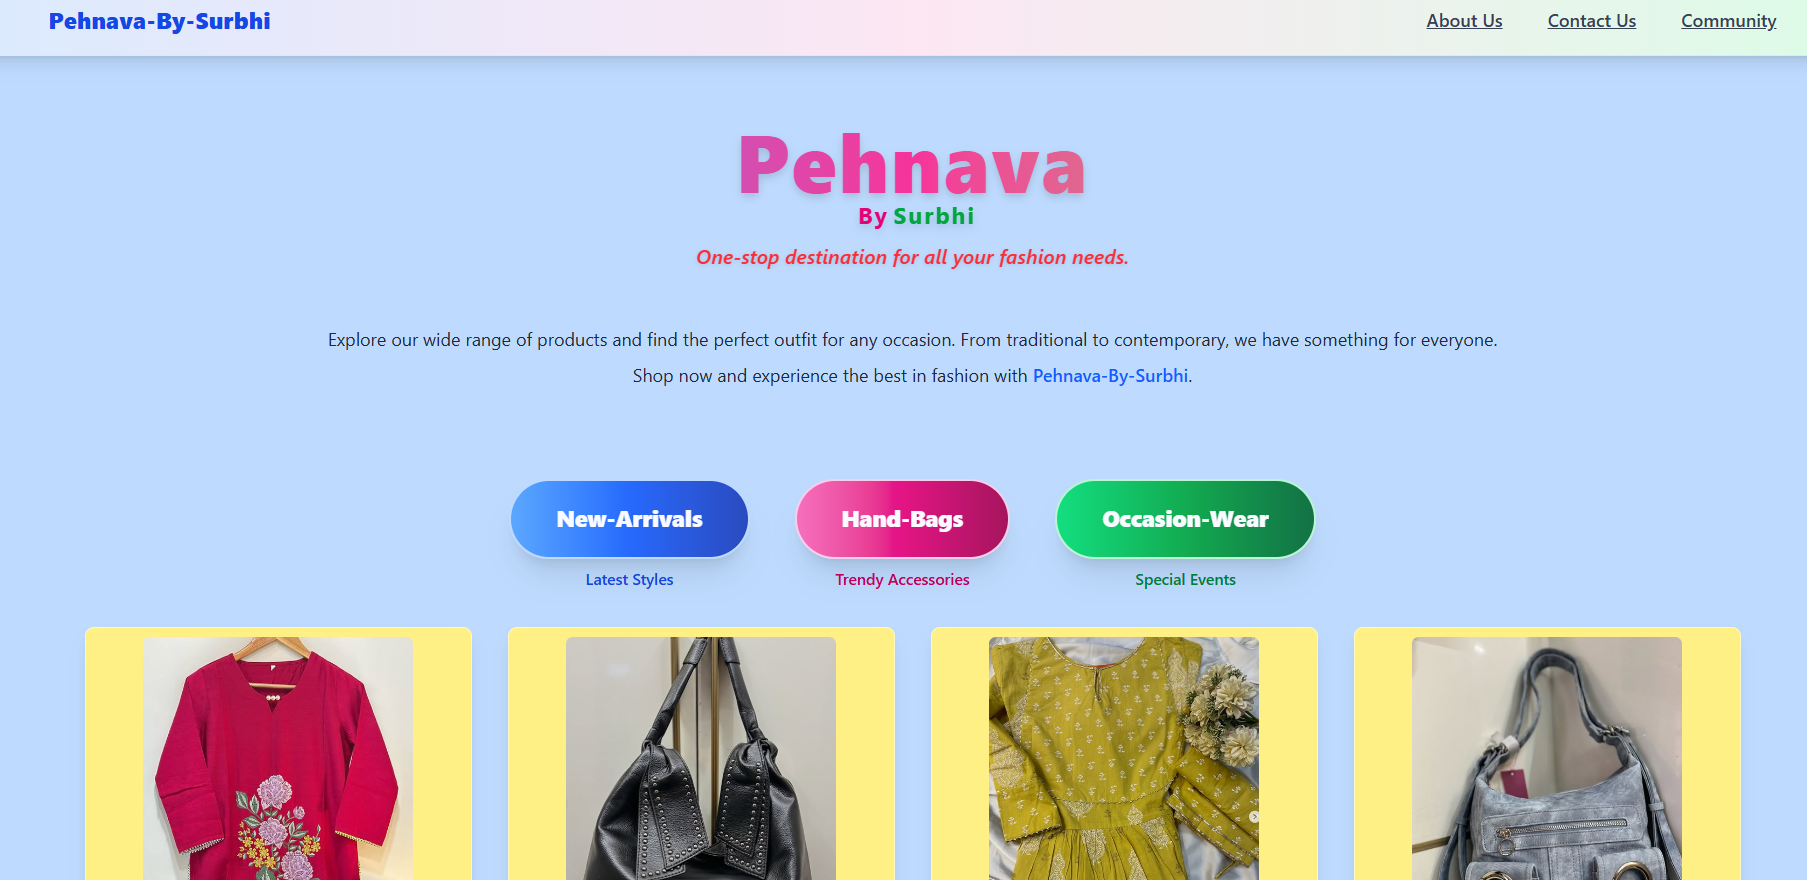 Pehnava-By-Surbhi
About Us
Contact Us
Community
Pehnava
By Surbhi
One-stop destination for all your fashion needs.
Explore our wide range of products and find the perfect outfit for any occasion. From traditional to contemporary, we have something for everyone.
Shop now and experience the best in fashion with Pehnava-By-Surbhi.
New-Arrivals
Hand-Bags
Occasion-Wear
Latest Styles
Trendy Accessories
Special Events